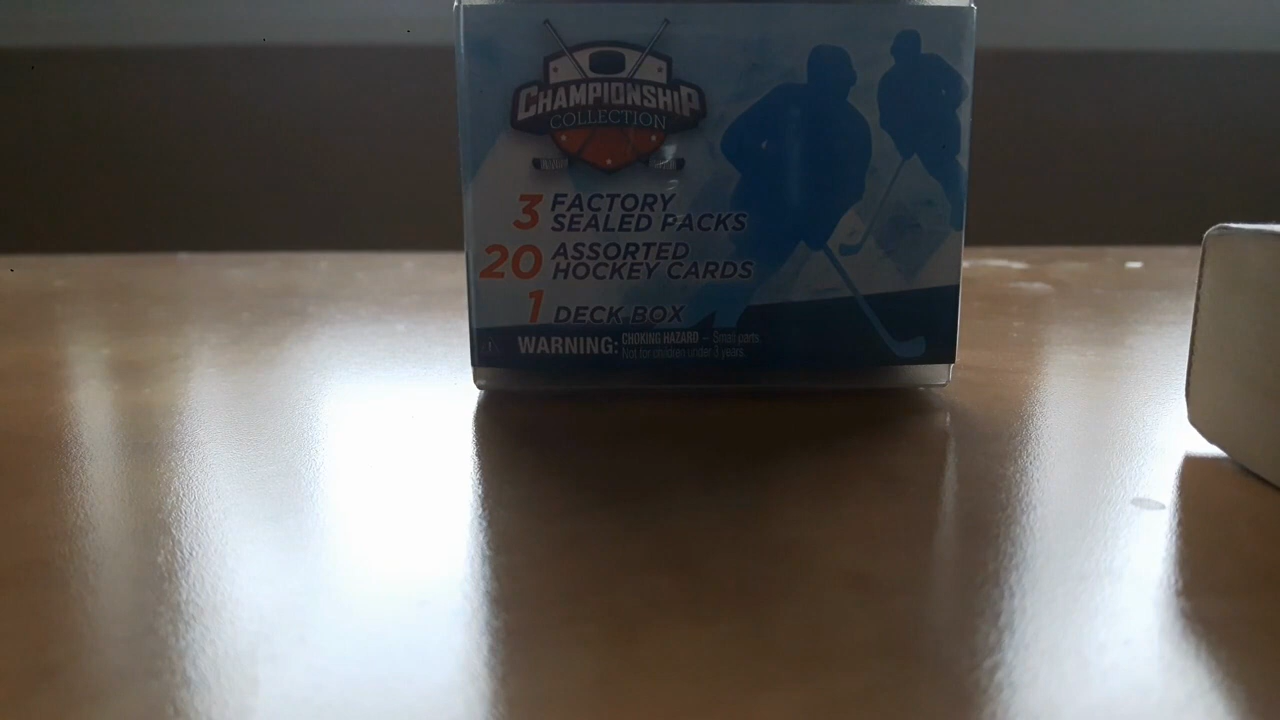 CHAMPIONSHIP
COLLECTION
3 FACTORY
SEALED PACKS
20 ASSORTED
HOCKEY CARDS
1 DECK BOX
WARNING: CHOKING HAZARD – Small parts.
Not for children under 3 years.